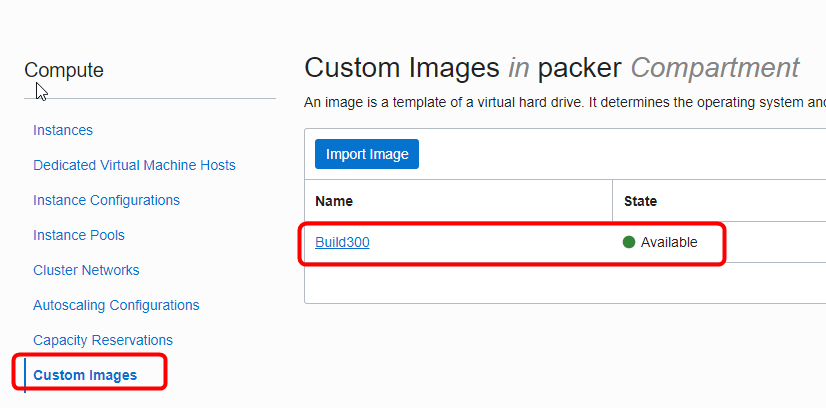 Compute
Instances
Dedicated Virtual Machine Hosts
Instance Configurations
Instance Pools
Cluster Networks
Autoscaling Configurations
Capacity Reservations
Custom Images
Custom Images in packer Compartment
An image is a template of a virtual hard drive. It determines the operating system and
Import Image
Name State
Build300 Available